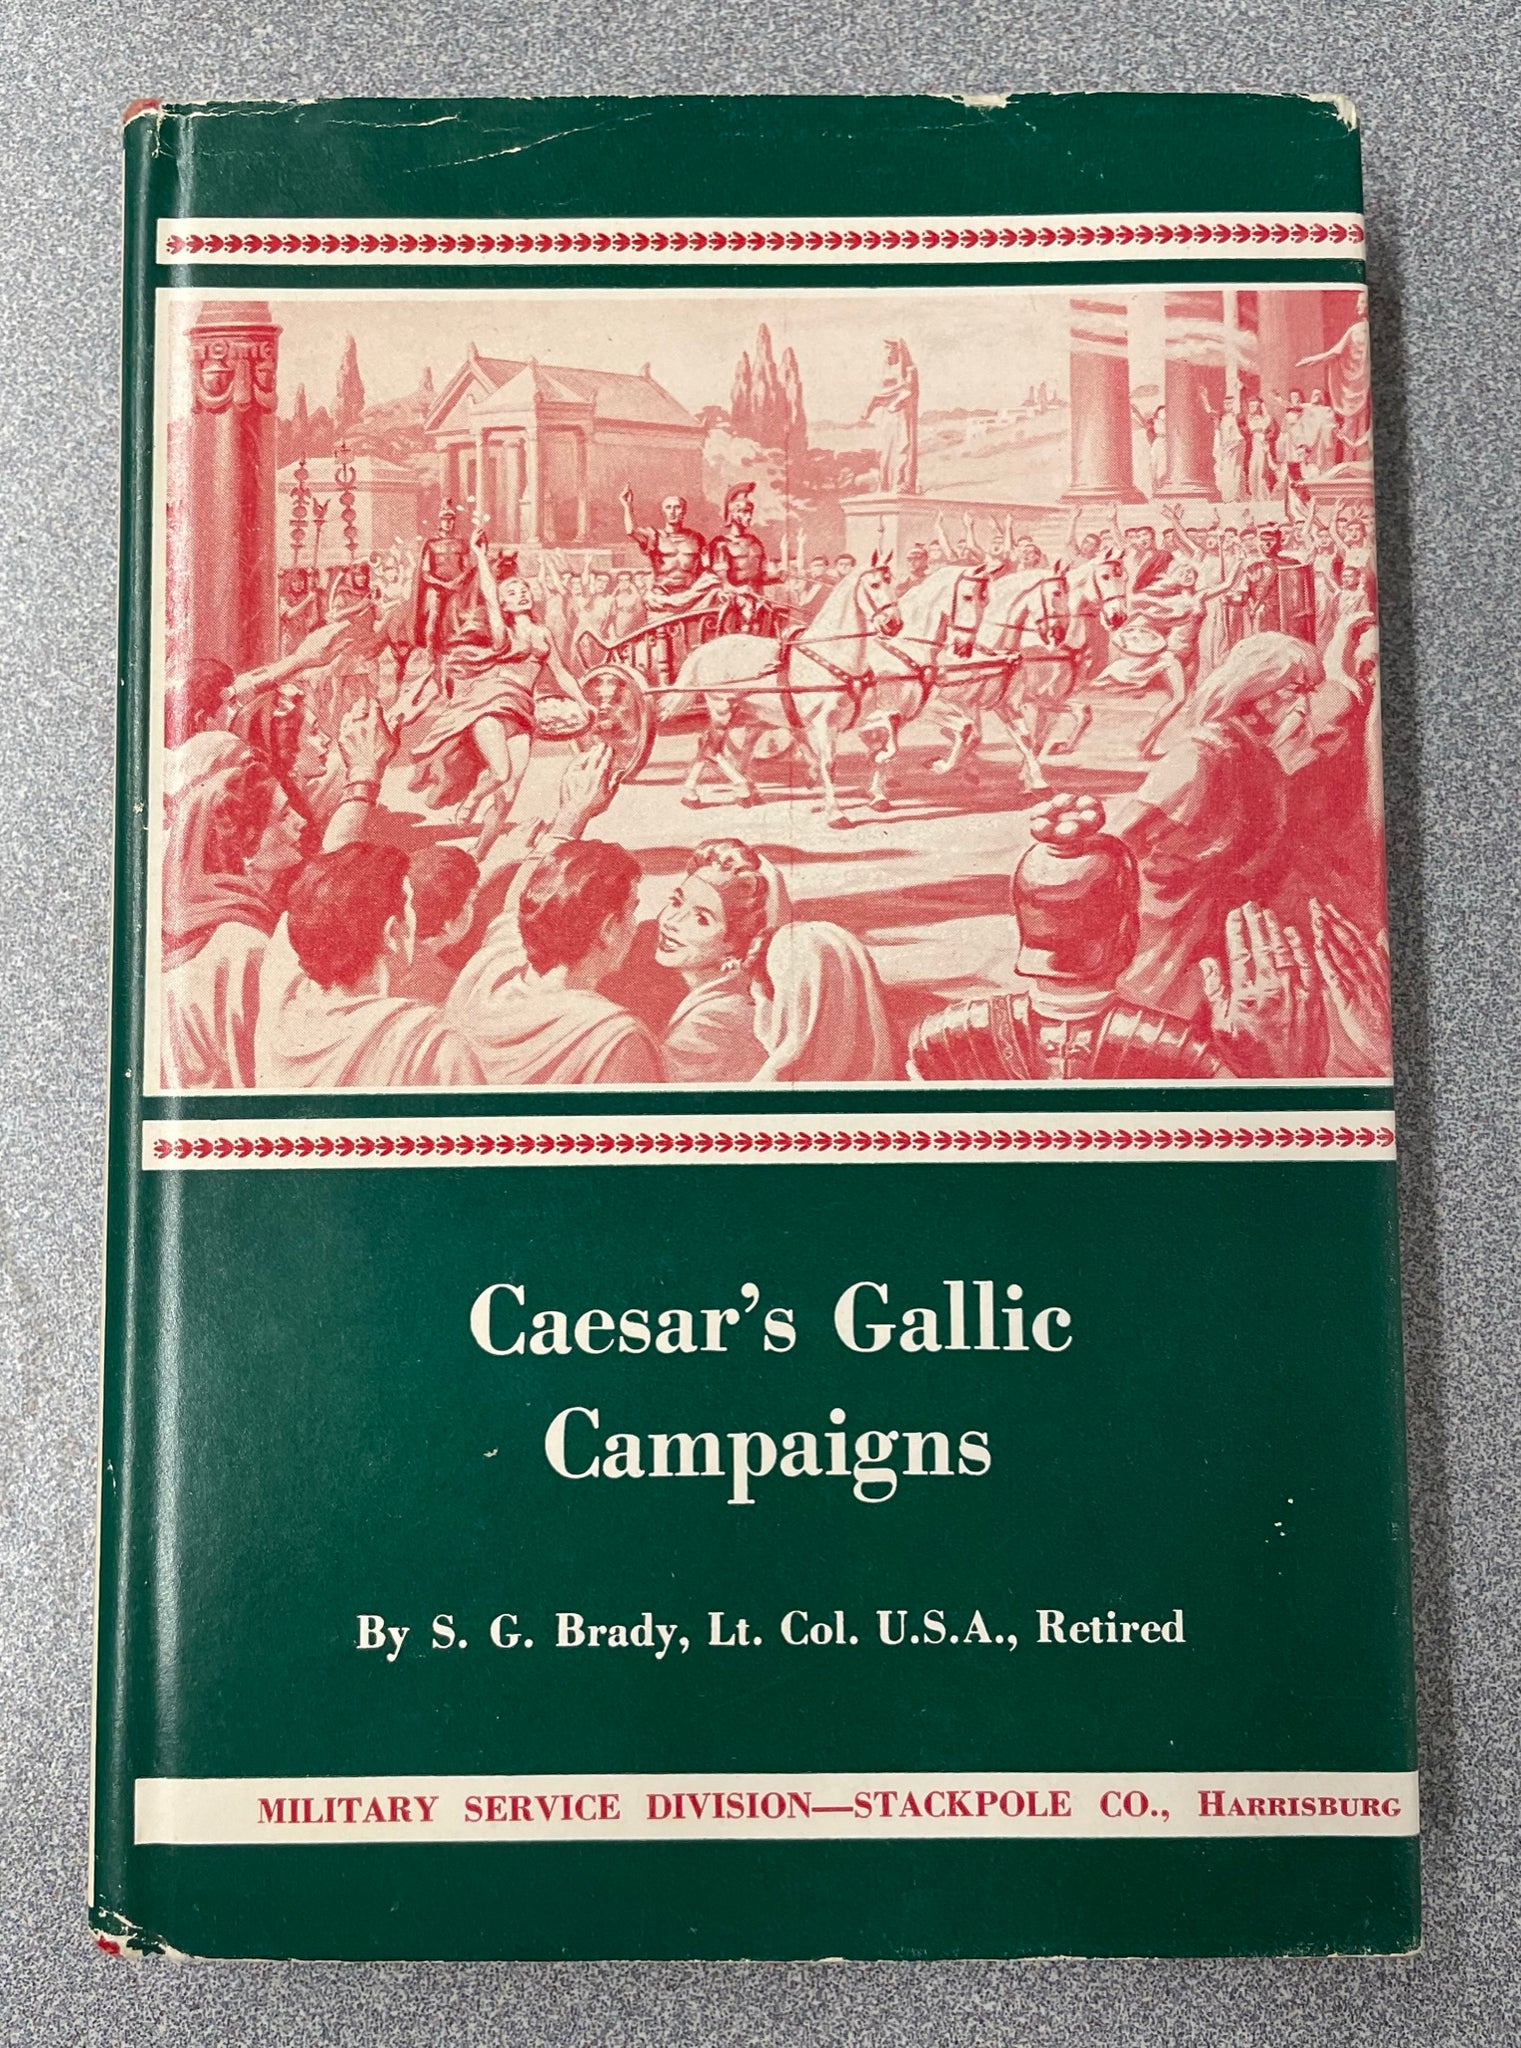 Caesar's Gallic
Campaigns
By S. G. Brady, Lt. Col. U.S.A., Retired
MILITARY SERVICE DIVISION—STACKPOLE CO., HARRISBURG